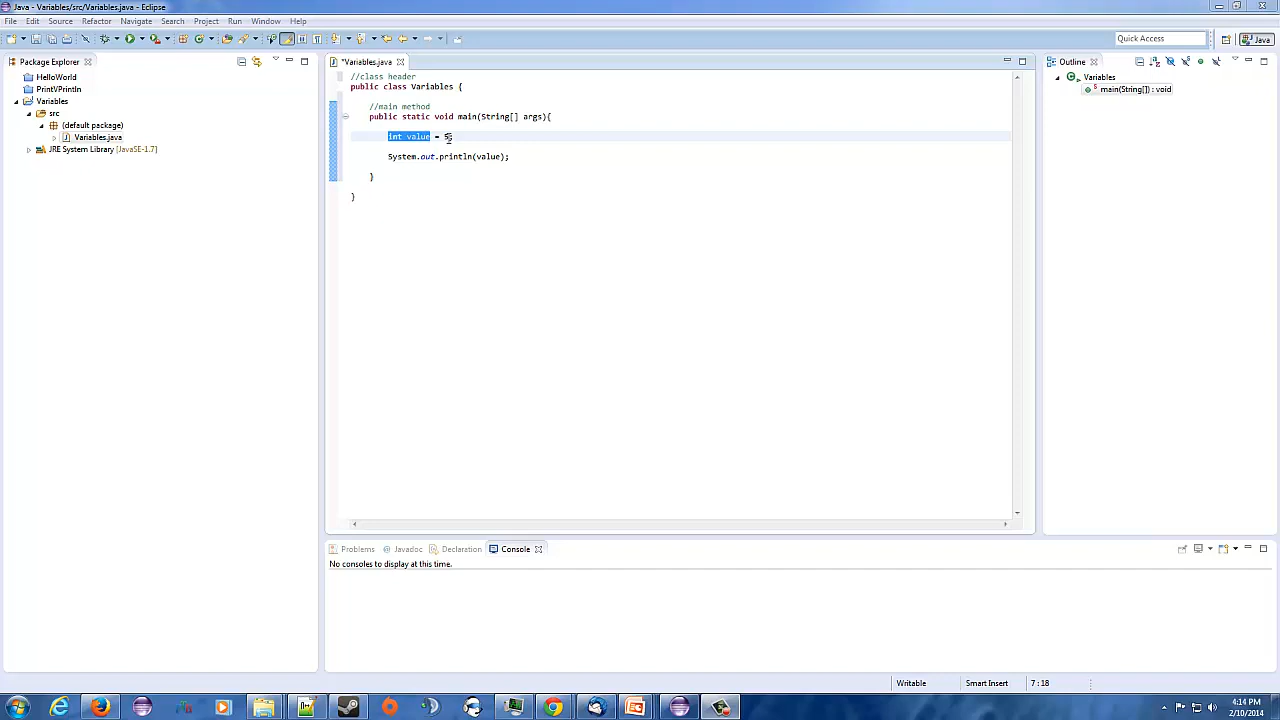 Java - Variables/src/Variables.java - Eclipse
File Edit Source Refactor Navigate Search Project Run Window Help
Quick Access
Java
Package Explorer
HelloWorld
PrintVPrintln
Variables
src
(default package)
Variables.java
JRE System Library [JavaSE-1.7]
*Variables.java
//class header
public class Variables {
//main method
public static void main(String[] args){
int value = 5
System.out.println(value);
}
}
Outline
Variables
main(String[]) : void
Problems Javadoc Declaration Console
No consoles to display at this time.
Writable Smart Insert 7 : 18
4:14 PM
2/10/2014